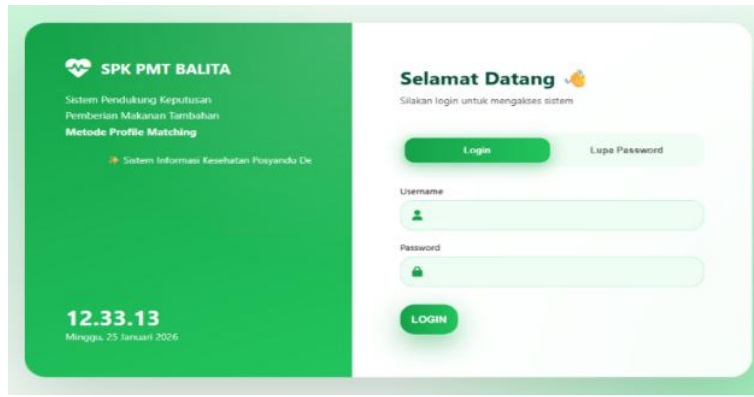 SPK PMT BALITA
Sistem Pendukung Keputusan
Pemberian Makanan Tambahan
Metode Profile Matching
Sistem Informasi Kesehatan Posyandu De
12.33.13
Minggu, 25 Januari 2026
Selamat Datang
Silakan login untuk mengakses sistem
Login Lupa Password
Username
Password
LOGIN